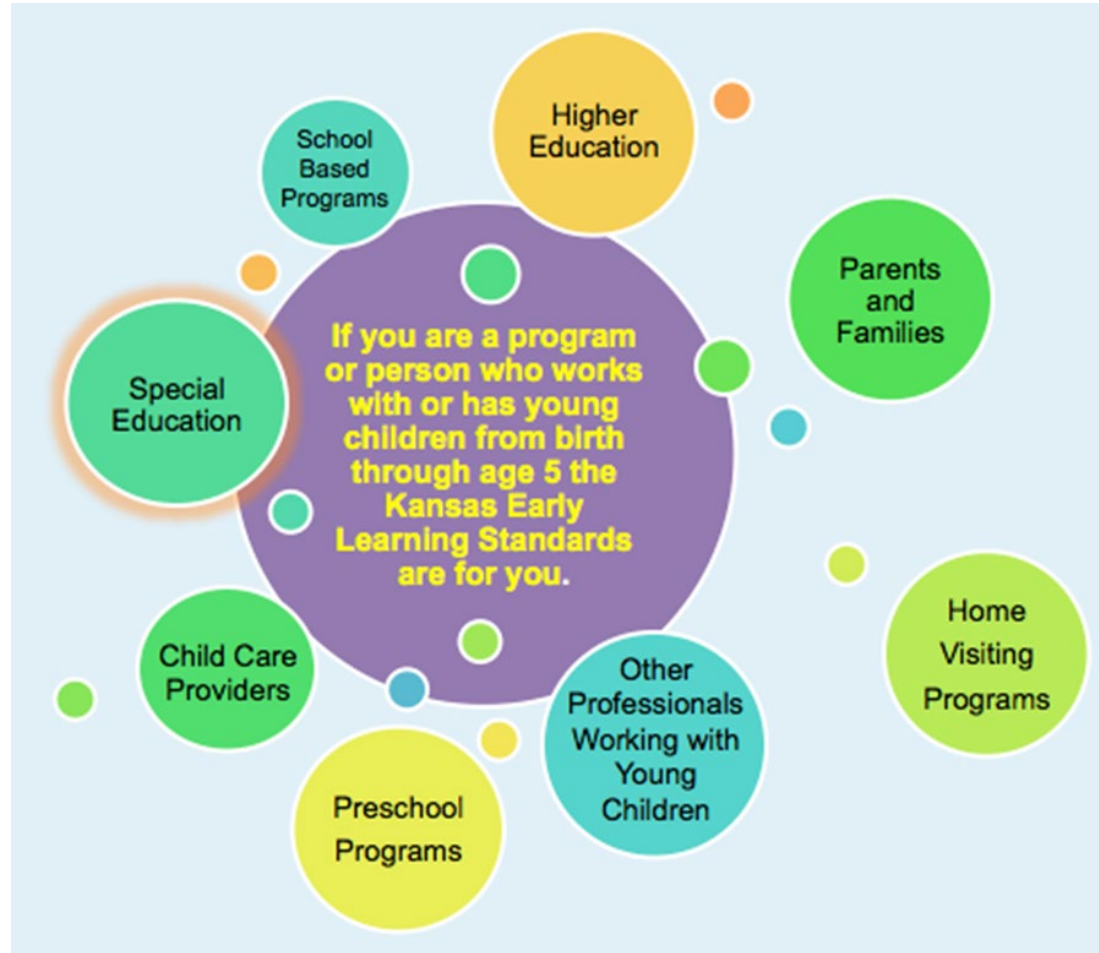 Higher
Education
School
Based
Programs
Parents
and
Families
If you are a program
or person who works
with or has young
children from birth
through age 5 the
Kansas Early
Learning Standards
are for you.
Special
Education
Home
Visiting
Programs
Child Care
Providers
Other
Professionals
Working with
Young
Children
Preschool
Programs